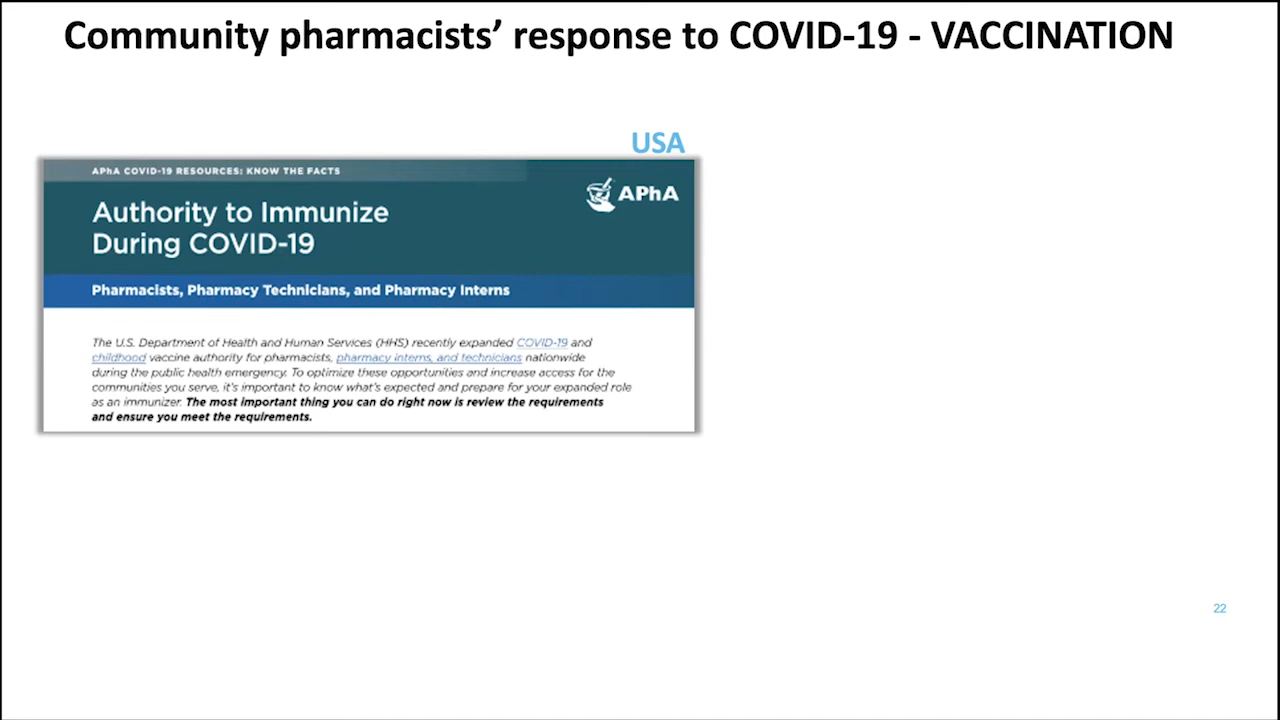 Community pharmacists’ response to COVID-19 - VACCINATION
USA
APhA COVID-19 RESOURCES: KNOW THE FACTS
APhA
Authority to Immunize
During COVID-19
Pharmacists, Pharmacy Technicians, and Pharmacy Interns
The U.S. Department of Health and Human Services (HHS) recently expanded COVID-19 and
childhood vaccine authority for pharmacists, pharmacy interns, and technicians nationwide
during the public health emergency. To optimize these opportunities and increase access for the
communities you serve, it's important to know what's expected and prepare for your expanded role
as an immunizer. The most important thing you can do right now is review the requirements
and ensure you meet the requirements.
22